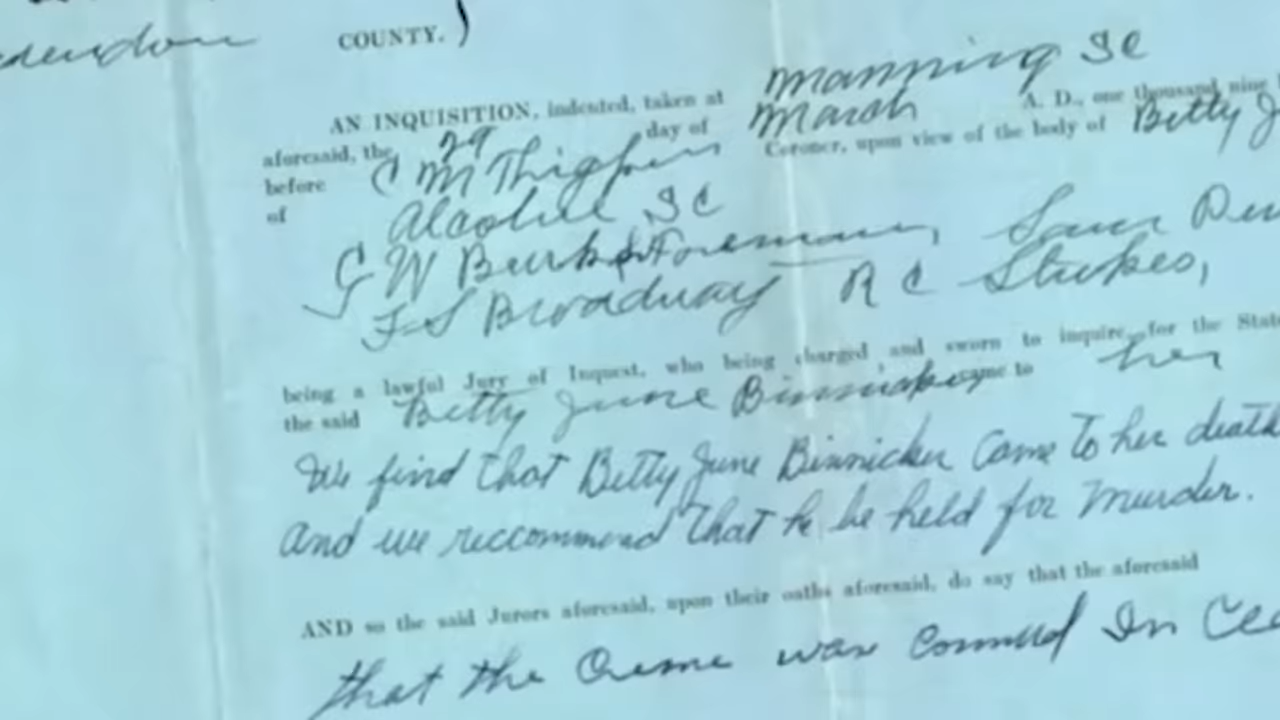 COUNTY. )
AN INQUISITION, indented, taken at Manning SC
aforesaid, the 29 day of March A. D., one thousand nine
before C M Thigpen Coroner, upon view of the body of Betty J
of Alcolu SC
G W Burks Foreman, Sam
F S Broadway R C Stukes,
being a lawful Jury of Inquest, who being charged and sworn to inquire, for the State
the said Betty June Binnicker came to her
We find that Betty June Binnicker Came To her death
and we reccommend that he be held for Murder.
AND so the said Jurors aforesaid, upon their oaths aforesaid, do say that the aforesaid
that the Crime was In